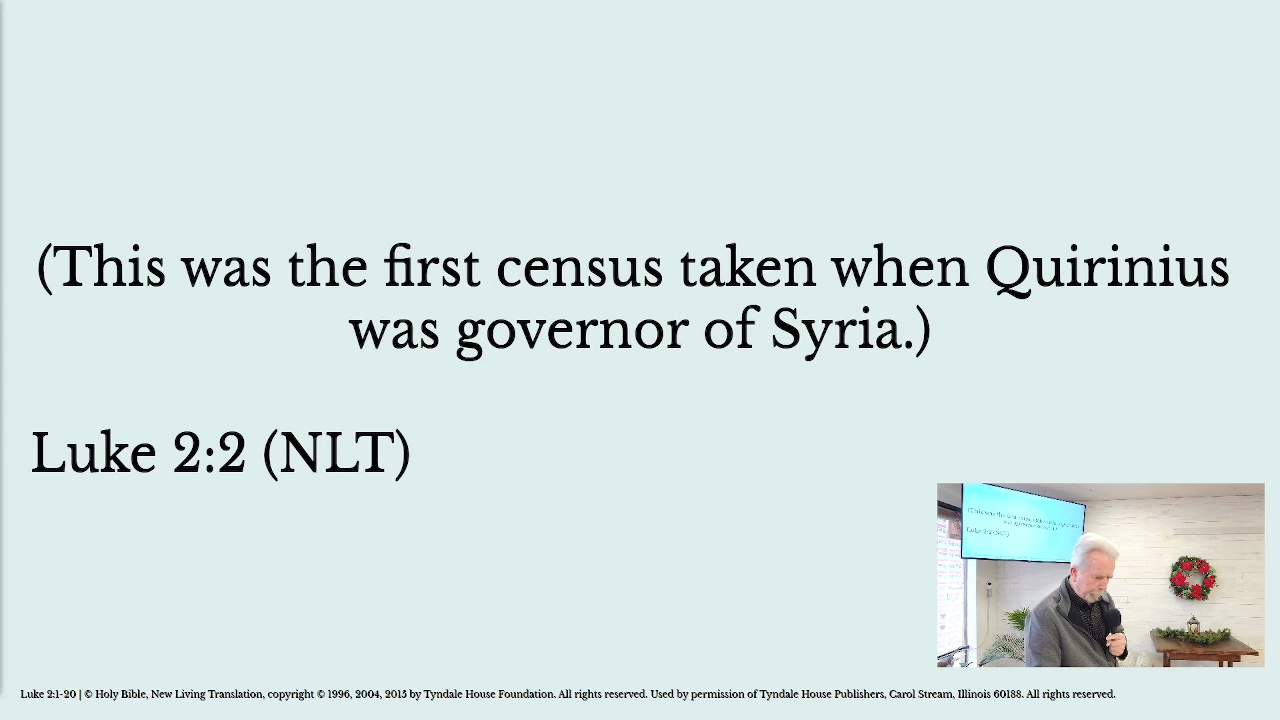 (This was the first census taken when Quirinius
was governor of Syria.)
Luke 2:2 (NLT)
Luke 2:1-20 | © Holy Bible, New Living Translation, copyright © 1996, 2004, 2015 by Tyndale House Foundation. All rights reserved. Used by permission of Tyndale House Publishers, Carol Stream, Illinois 60188. All rights reserved.